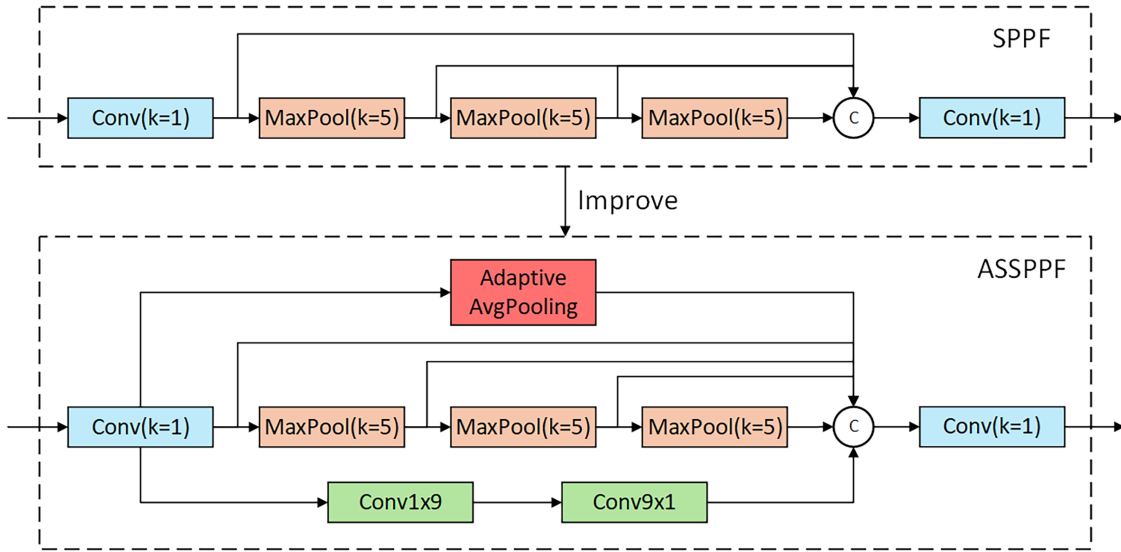 SPPF
Conv(k=1)
MaxPool(k=5)
MaxPool(k=5)
MaxPool(k=5)
C
Conv(k=1)
Improve
ASSPPF
Adaptive
AvgPooling
Conv(k=1)
MaxPool(k=5)
MaxPool(k=5)
MaxPool(k=5)
C
Conv(k=1)
Conv1x9
Conv9x1